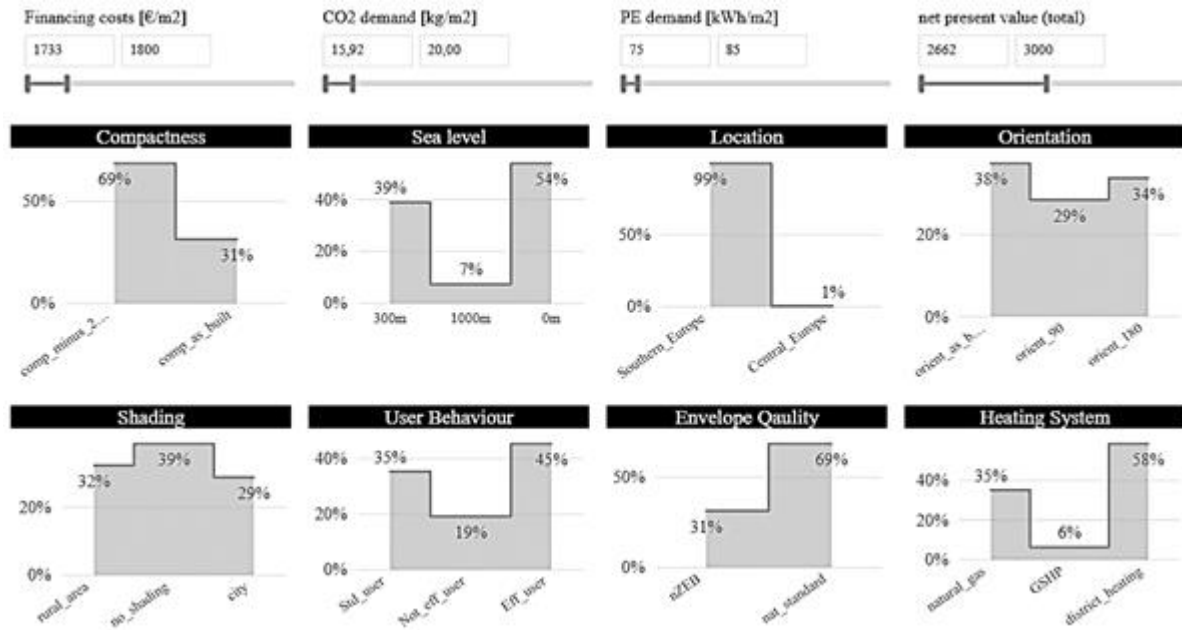 Financing costs [€/m2]
CO2 demand [kg/m2]
PE demand [kWh/m2]
net present value (total)
1733
1800
15,92
20,00
75
85
2662
3000
Compactness
Sea level
Location
Orientation
50%
0%
69%
31%
comp_minus_2....
comp_as_built
40%
20%
0%
39%
7%
54%
300m
1000m
0m
50%
0%
99%
1%
Southern_Europe
Central_Europe
20%
0%
38%
29%
34%
orient_as_b....
orient_90
orient_180
Shading
User Behaviour
Envelope Qaulity
Heating System
20%
0%
32%
39%
29%
rural_area
no_shading
city
40%
20%
0%
35%
19%
45%
Std_user
Not_eff_user
Eff_user
50%
0%
31%
69%
nZEB
nat_standard
40%
20%
0%
35%
6%
58%
natural_gas
GSHP
district_heating